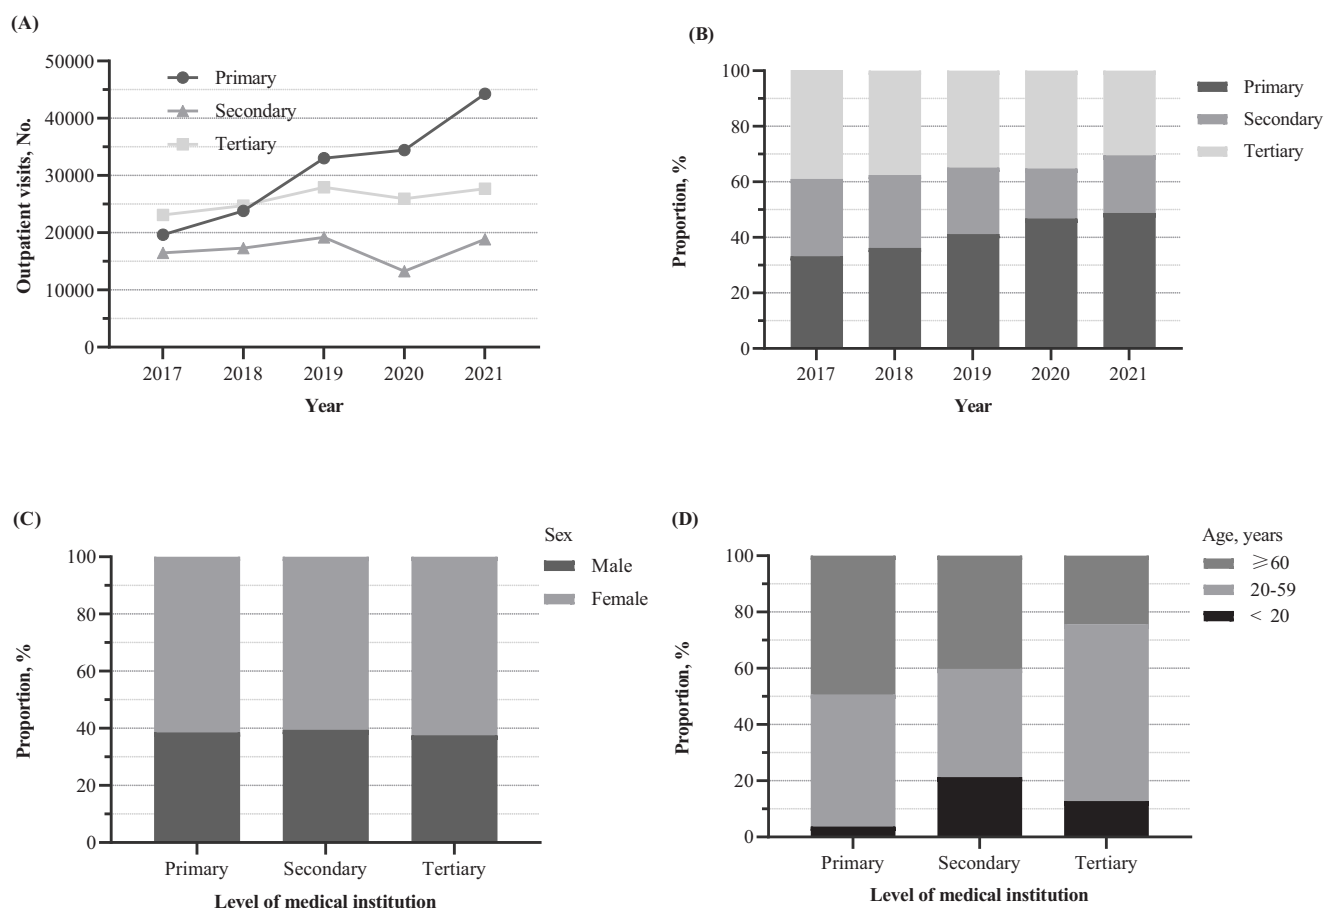 (A)
50000
40000
30000
20000
10000
0
Outpatient visits, No.
Primary
Secondary
Tertiary
2017 2018 2019 2020 2021
Year
(B)
100
80
60
40
20
0
Proportion, %
2017 2018 2019 2020 2021
Year
Primary
Secondary
Tertiary
(C)
100
80
60
40
20
0
Proportion, %
Primary Secondary Tertiary
Level of medical institution
Sex
Male
Female
(D)
100
80
60
40
20
0
Proportion, %
Primary Secondary Tertiary
Level of medical institution
Age, years
⩾60
20-59
< 20